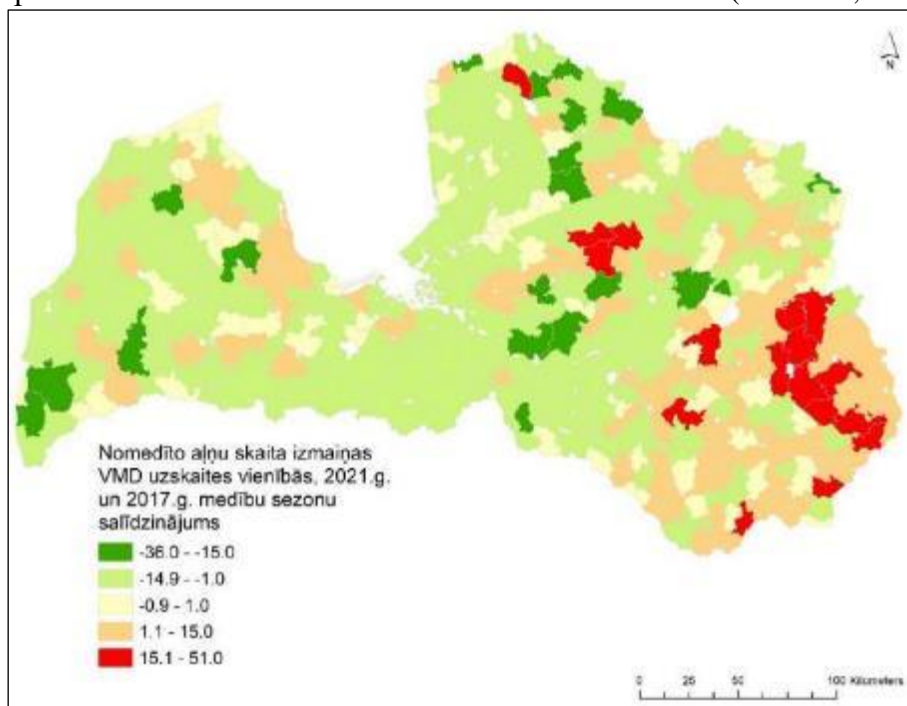 N
Nomedīto aļņu skaita izmaiņas
VMD uzskaites vienībās, 2021.g.
un 2017.g. medību sezonu
salīdzinājums
-36.0 - -15.0
-14.9 - -1.0
-0.9 - 1.0
1.1 - 15.0
15.1 - 51.0
0 25 50 100 Kilometers